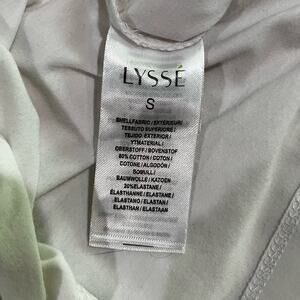 LYSSÉ
S
SHELLFABRIC / EXTÉRIEUR /
TESSUTO SUPERIORE /
TEJIDO EXTERIOR /
YTMATERIAL /
OBERSTOFF / BOVENSTOF
80% COTTON / COTON /
COTONE / ALGODÓN /
BOMULL /
BAUMWOLLE / KATOEN
20% ELASTANE /
ÉLASTHANNE / ELASTAME /
ELASTANO / ELASTAN /
ELASTHAN / ELASTAAN